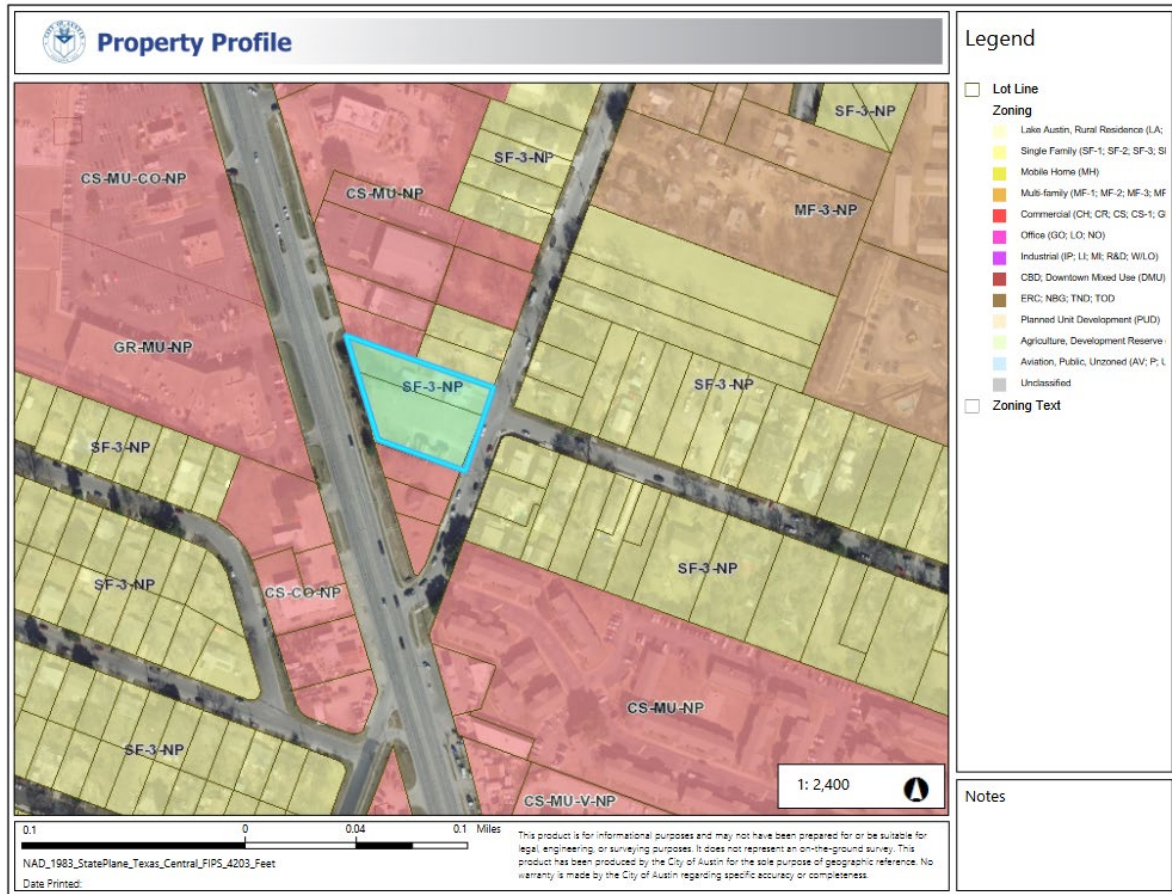 Property Profile
SF-3-NP
SF-3-NP
CS-MU-CO-NP
CS-MU-NP
MF-3-NP
GR-MU-NP
SF-3-NP
SF-3-NP
SF-3-NP
SF-3-NP
SF-3-NP
CS-CO-NP
CS-MU-NP
SF-3-NP
CS-MU-V-NP
1: 2,400
0.1 0 0.04 0.1 Miles
NAD_1983_StatePlane_Texas_Central_FIPS_4203_Feet
Date Printed:
This product is for informational purposes and may not have been prepared for or be suitable for
legal, engineering, or surveying purposes. It does not represent an on-the-ground survey. This
product has been produced by the City of Austin for the sole purpose of geographic reference. No
warranty is made by the City of Austin regarding specific accuracy or completeness.
Legend
Lot Line
Zoning
Lake Austin, Rural Residence (LA;
Single Family (SF-1; SF-2; SF-3; S
Mobile Home (MH)
Multi-family (MF-1; MF-2; MF-3; MF
Commercial (CH; CR; CS; CS-1; G
Office (GO; LO; NO)
Industrial (IP; LI; MI; R&D; W/LO)
CBD; Downtown Mixed Use (DMU)
ERC; NBG; TND; TOD
Planned Unit Development (PUD)
Agriculture, Development Reserve
Aviation, Public, Unzoned (AV; P; U
Unclassified
Zoning Text
Notes